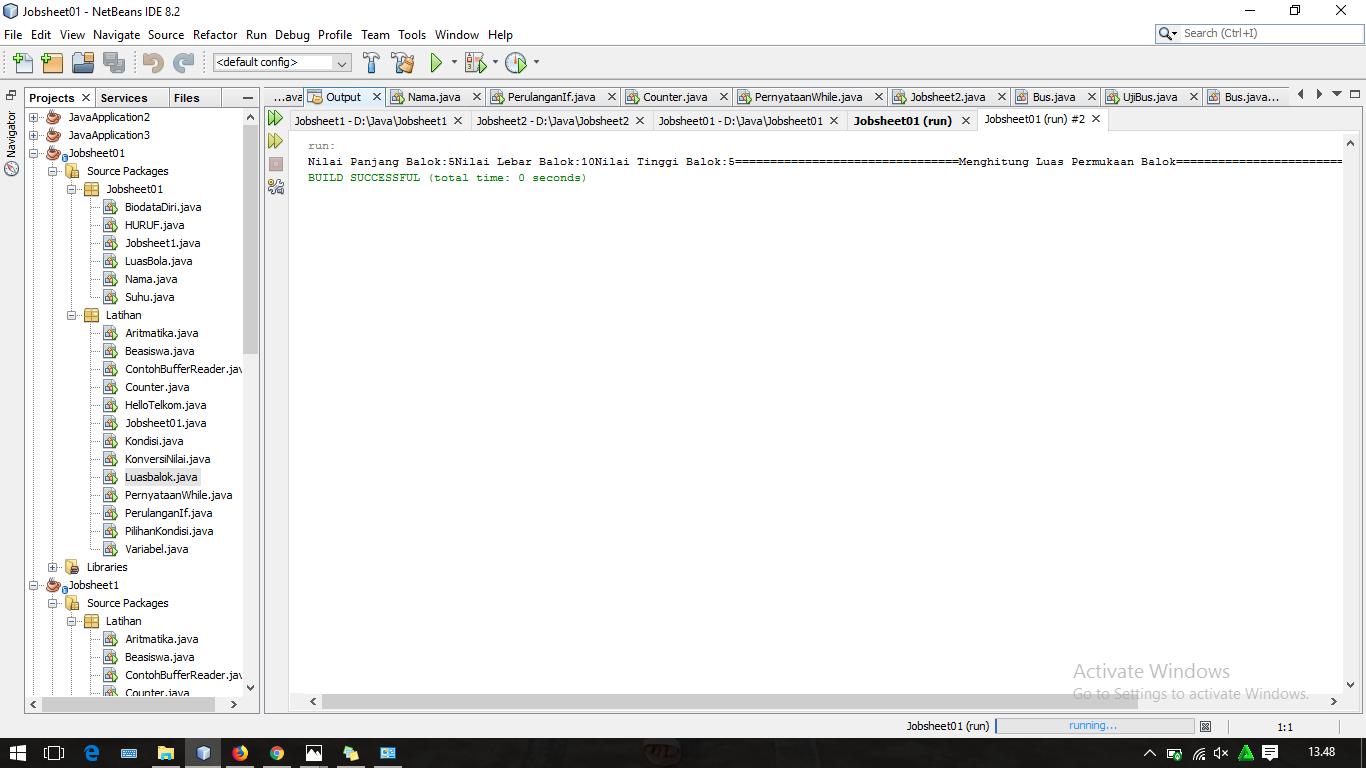 Jobsheet01 - NetBeans IDE 8.2
File Edit View Navigate Source Refactor Run Debug Profile Team Tools Window Help
Search (Ctrl+I)
<default config>
Projects Services Files
Navigator
JavaApplication2
JavaApplication3
Jobsheet01
Source Packages
Jobsheet01
BiodataDiri.java
HURUF.java
Jobsheet1.java
LuasBola.java
Nama.java
Suhu.java
Latihan
Aritmatika.java
Beasiswa.java
ContohBufferReader.jav
Counter.java
HelloTelkom.java
Jobsheet01.java
Kondisi.java
KonversiNilai.java
Luasbalok.java
PernyataanWhile.java
PerulanganIf.java
PilihanKondisi.java
Variabel.java
Libraries
Jobsheet1
Source Packages
Latihan
Aritmatika.java
Beasiswa.java
ContohBufferReader.jav
Counter.java
...ava Output Nama.java PerulanganIf.java Counter.java PernyataanWhile.java Jobsheet2.java Bus.java UjiBus.java Bus.java...
Jobsheet1 - D:\Java\Jobsheet1 Jobsheet2 - D:\Java\Jobsheet2 Jobsheet01 - D:\Java\Jobsheet01 Jobsheet01 (run) Jobsheet01 (run) #2
run:
Nilai Panjang Balok:5Nilai Lebar Balok:10Nilai Tinggi Balok:5================================Menghitung Luas Permukaan Balok========================
BUILD SUCCESSFUL (total time: 0 seconds)
Activate Windows
Go to Settings to activate Windows.
Jobsheet01 (run) running... 1:1
13.48